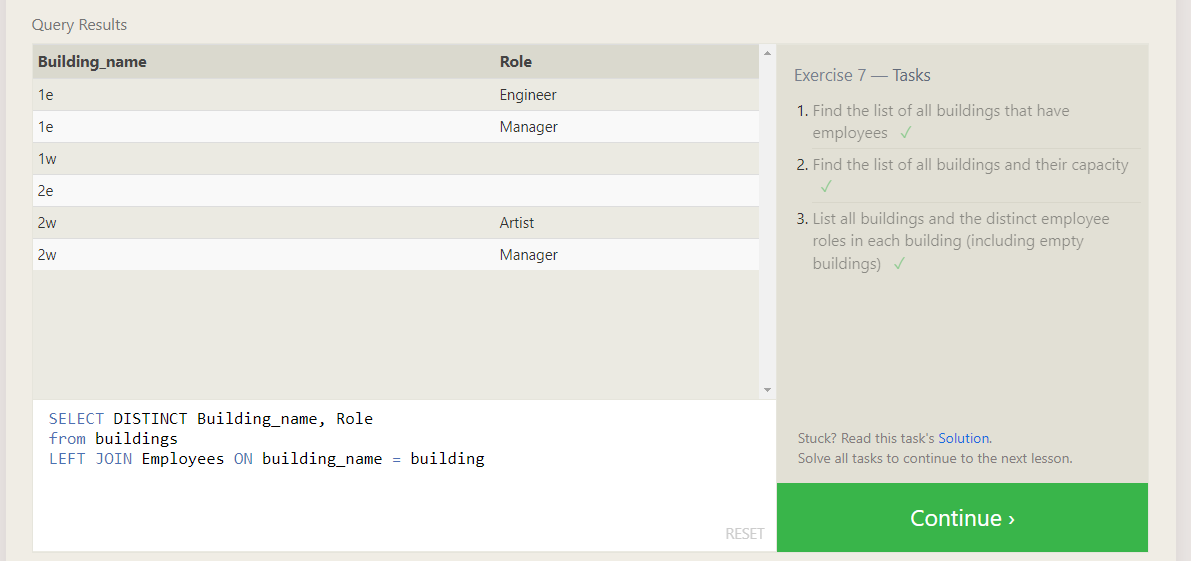 Query Results
Building_name Role
1e Engineer
1e Manager
1w
2e
2w Artist
2w Manager
SELECT DISTINCT Building_name, Role
from buildings
LEFT JOIN Employees ON building_name = building
RESET
Exercise 7 — Tasks
1. Find the list of all buildings that have
employees ✓
2. Find the list of all buildings and their capacity
✓
3. List all buildings and the distinct employee
roles in each building (including empty
buildings) ✓
Stuck? Read this task's Solution.
Solve all tasks to continue to the next lesson.
Continue ›